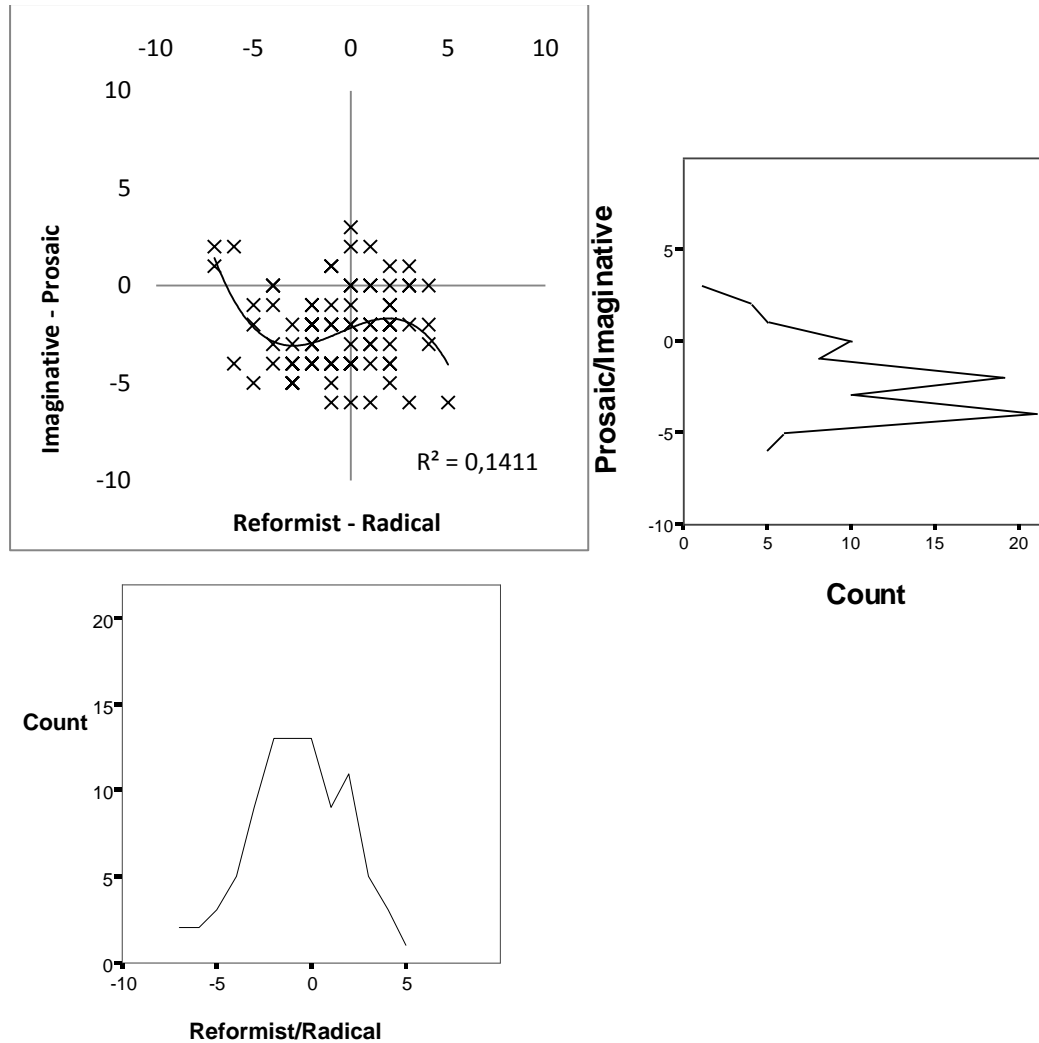 -10 -5 0 5 10
10
5
0
-5
-10
Imaginative - Prosaic
R² = 0,1411
Reformist - Radical
Prosaic/Imaginative
5
0
-5
-10
0 5 10 15 20
Count
20
15
10
5
0
Count
-10 -5 0 5
Reformist/Radical